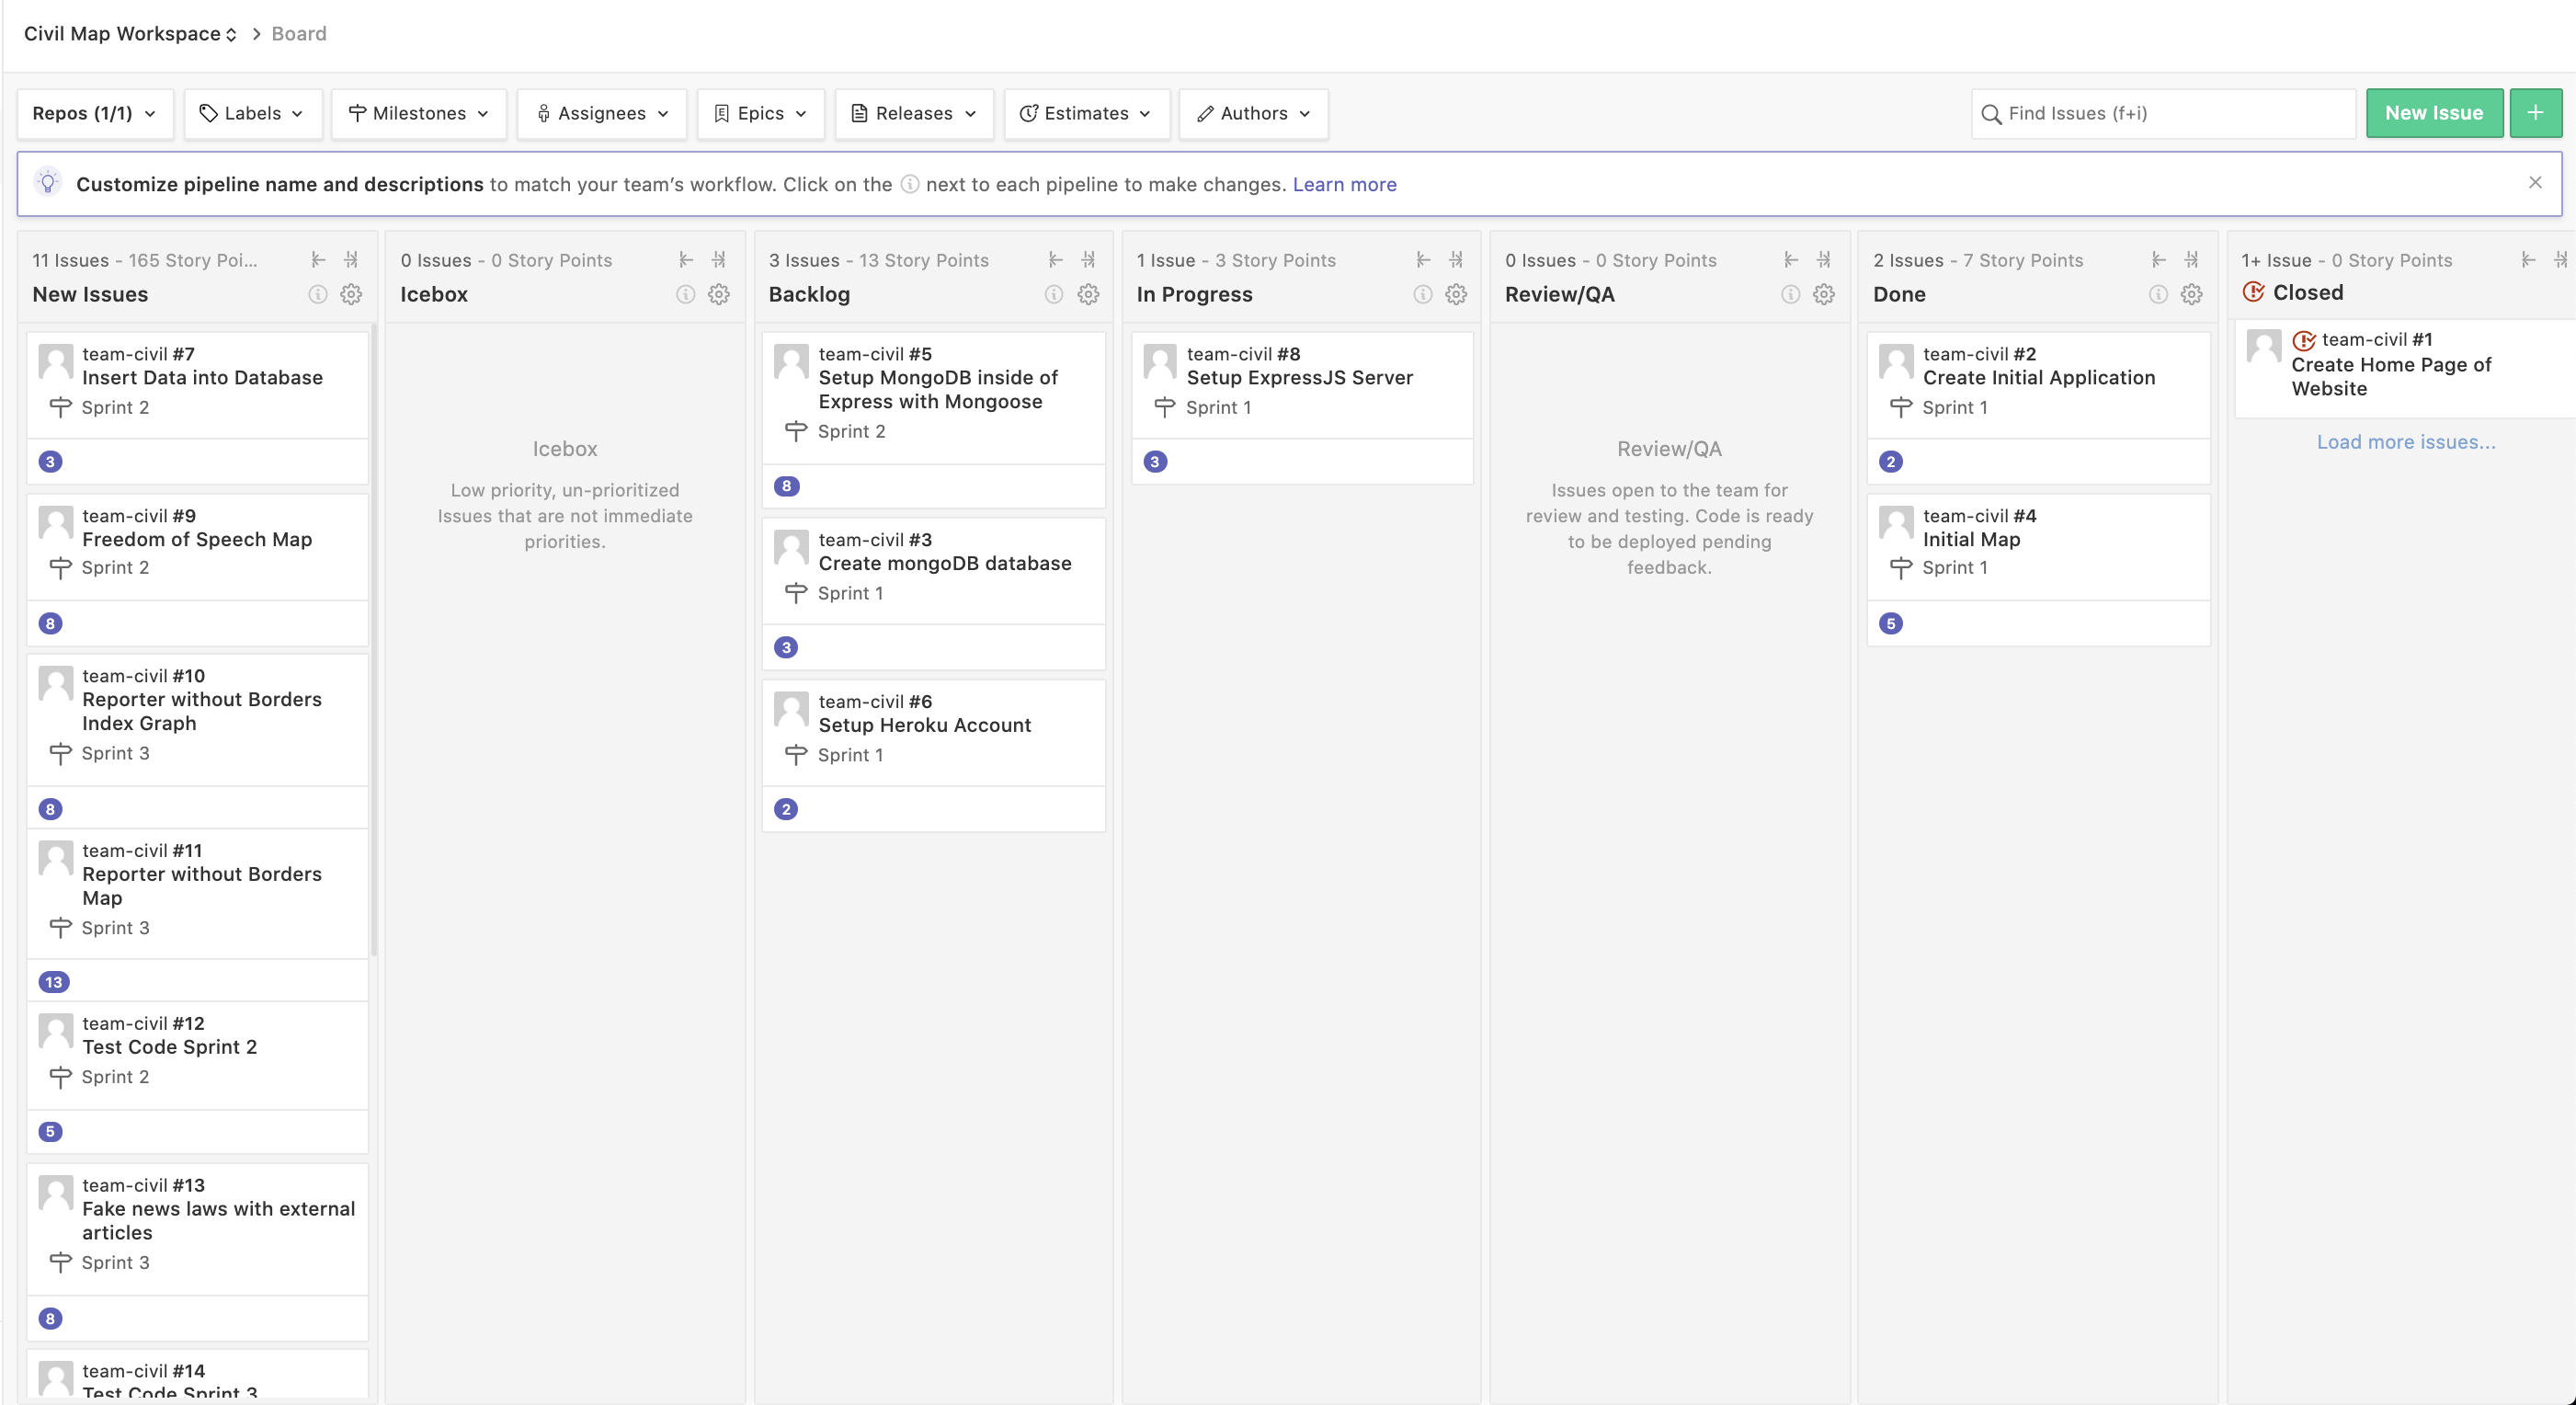 Civil Map Workspace > Board
Repos (1/1)
Labels
Milestones
Assignees
Epics
Releases
Estimates
Authors
Find Issues (f+i)
New Issue
+
Customize pipeline name and descriptions to match your team's workflow. Click on the ⓘ next to each pipeline to make changes. Learn more
11 Issues - 165 Story Poi...
New Issues
team-civil #7
Insert Data into Database
Sprint 2
3
team-civil #9
Freedom of Speech Map
Sprint 2
8
team-civil #10
Reporter without Borders
Index Graph
Sprint 3
8
team-civil #11
Reporter without Borders
Map
Sprint 3
13
team-civil #12
Test Code Sprint 2
Sprint 2
5
team-civil #13
Fake news laws with external
articles
Sprint 3
8
team-civil #14
Test Code Sprint 3
0 Issues - 0 Story Points
Icebox
Icebox
Low priority, un-prioritized
Issues that are not immediate
priorities.
3 Issues - 13 Story Points
Backlog
team-civil #5
Setup MongoDB inside of
Express with Mongoose
Sprint 2
8
team-civil #3
Create mongoDB database
Sprint 1
3
team-civil #6
Setup Heroku Account
Sprint 1
2
1 Issue - 3 Story Points
In Progress
team-civil #8
Setup ExpressJS Server
Sprint 1
3
0 Issues - 0 Story Points
Review/QA
Review/QA
Issues open to the team for
review and testing. Code is ready
to be deployed pending
feedback.
2 Issues - 7 Story Points
Done
team-civil #2
Create Initial Application
Sprint 1
2
team-civil #4
Initial Map
Sprint 1
5
1+ Issue - 0 Story Points
Closed
team-civil #1
Create Home Page of
Website
Load more issues...